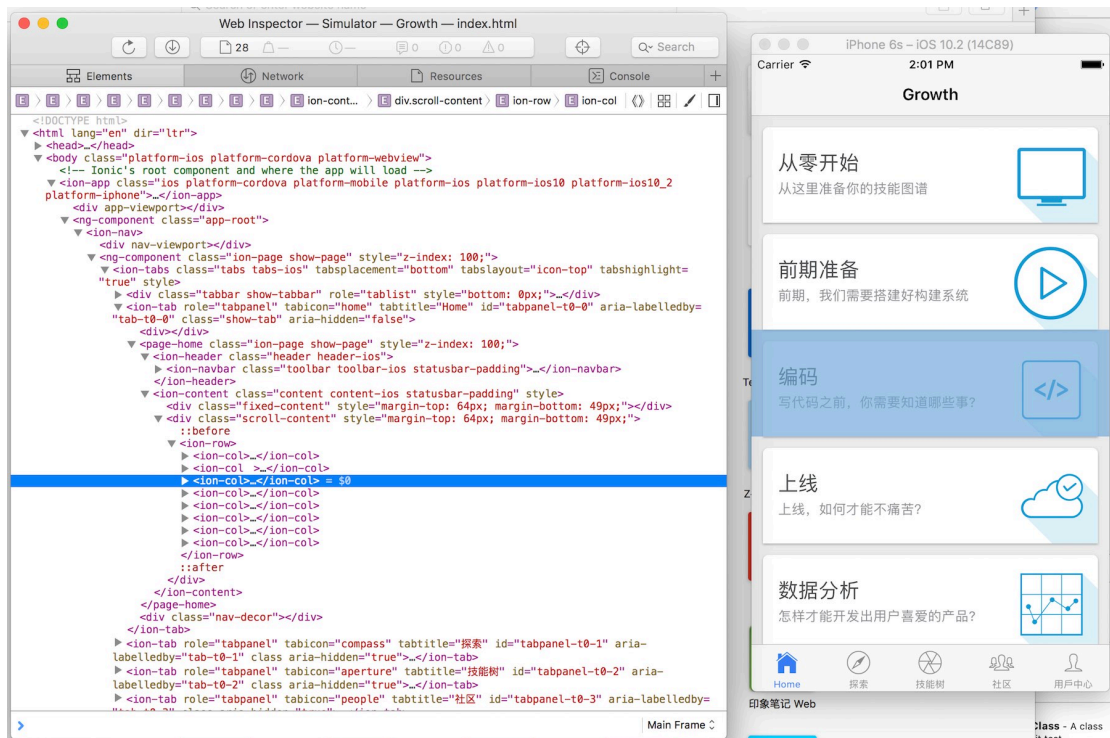 Web Inspector — Simulator — Growth — index.html
28
—
—
0
0
0
Search
Elements
Network
Resources
Console
+
E E E E E E E E E ion-cont... E div.scroll-content E ion-row E ion-col
<!DOCTYPE html>
<html lang="en" dir="ltr">
<head>…</head>
<body class="platform-ios platform-cordova platform-webview">
<!-- Ionic's root component and where the app will load -->
<ion-app class="ios platform-cordova platform-mobile platform-ios platform-ios10 platform-ios10_2
platform-iphone">…</ion-app>
<div app-viewport></div>
<ng-component class="app-root">
<ion-nav>
<div nav-viewport></div>
<ng-component class="ion-page show-page" style="z-index: 100;">
<ion-tabs class="tabs tabs-ios" tabsplacement="bottom" tabslayout="icon-top" tabshighlight=
"true" style>
<div class="tabbar show-tabbar" role="tablist" style="bottom: 0px;">…</div>
<ion-tab role="tabpanel" tabicon="home" tabtitle="Home" id="tabpanel-t0-0" aria-labelledby=
"tab-t0-0" class="show-tab" aria-hidden="false">
<div></div>
<page-home class="ion-page show-page" style="z-index: 100;">
<ion-header class="header header-ios">
<ion-navbar class="toolbar toolbar-ios statusbar-padding">…</ion-navbar>
</ion-header>
<ion-content class="content content-ios statusbar-padding" style>
<div class="fixed-content" style="margin-top: 64px; margin-bottom: 49px;"></div>
<div class="scroll-content" style="margin-top: 64px; margin-bottom: 49px;">
::before
<ion-row>
<ion-col>…</ion-col>
<ion-col >…</ion-col>
<ion-col>…</ion-col> = $0
<ion-col>…</ion-col>
<ion-col>…</ion-col>
<ion-col>…</ion-col>
<ion-col>…</ion-col>
<ion-col>…</ion-col>
</ion-row>
::after
</div>
</ion-content>
</page-home>
<div class="nav-decor"></div>
</ion-tab>
<ion-tab role="tabpanel" tabicon="compass" tabtitle="探索" id="tabpanel-t0-1" aria-
labelledby="tab-t0-1" class aria-hidden="true">…</ion-tab>
<ion-tab role="tabpanel" tabicon="aperture" tabtitle="技能树" id="tabpanel-t0-2" aria-
labelledby="tab-t0-2" class aria-hidden="true">…</ion-tab>
<ion-tab role="tabpanel" tabicon="people" tabtitle="社区" id="tabpanel-t0-3" aria-labelledby=
Main Frame
iPhone 6s – iOS 10.2 (14C89)
Carrier 2:01 PM
Growth
从零开始
从这里准备你的技能图谱
前期准备
前期，我们需要搭建好构建系统
编码
写代码之前，你需要知道哪些事?
</>
上线
上线，如何才能不痛苦?
数据分析
怎样才能开发出用户喜爱的产品?
Home 探索 技能树 社区 用戶中心
印象笔记 Web
Class - A class